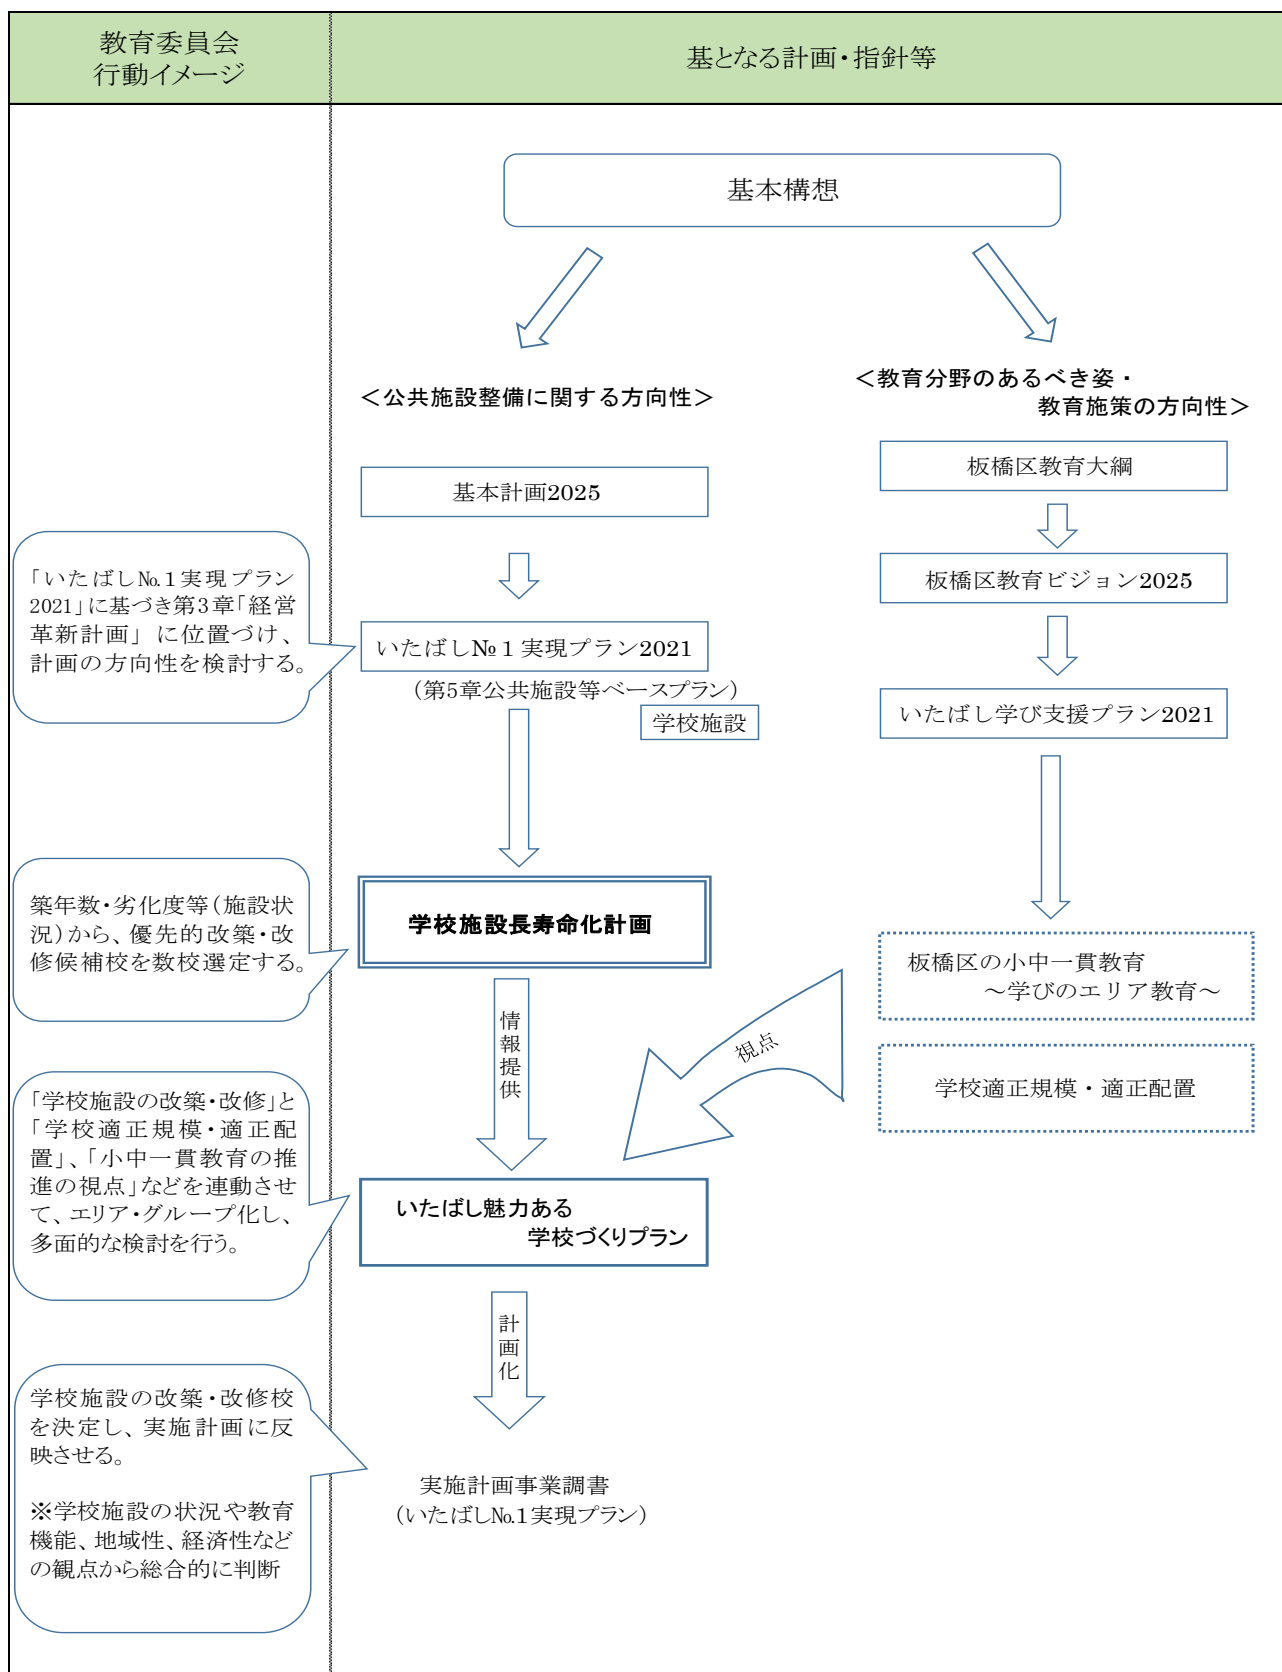 教育委員会
行動イメージ
基となる計画・指針等
基本構想
＜公共施設整備に関する方向性＞
＜教育分野のあるべき姿・
教育施策の方向性＞
基本計画2025
板橋区教育大綱
板橋区教育ビジョン2025
「いたばし№1実現プラン
2021」に基づき第3章「経営
革新計画」に位置づけ、
計画の方向性を検討する。
いたばし№1実現プラン2021
（第5章公共施設等ベースプラン）
学校施設
いたばし学び支援プラン2021
築年数・劣化度等（施設状
況）から、優先的改築・改
修候補校を数校選定する。
学校施設長寿命化計画
板橋区の小中一貫教育
～学びのエリア教育～
情報提供
視点
学校適正規模・適正配置
「学校施設の改築・改修」と
「学校適正規模・適正配
置」、「小中一貫教育の推
進の視点」などを連動させ
て、エリア・グループ化し、
多面的な検討を行う。
いたばし魅力ある
学校づくりプラン
計画化
学校施設の改築・改修校
を決定し、実施計画に反
映させる。
※学校施設の状況や教育
機能、地域性、経済性など
の観点から総合的に判断
実施計画事業調書
（いたばし№1実現プラン）